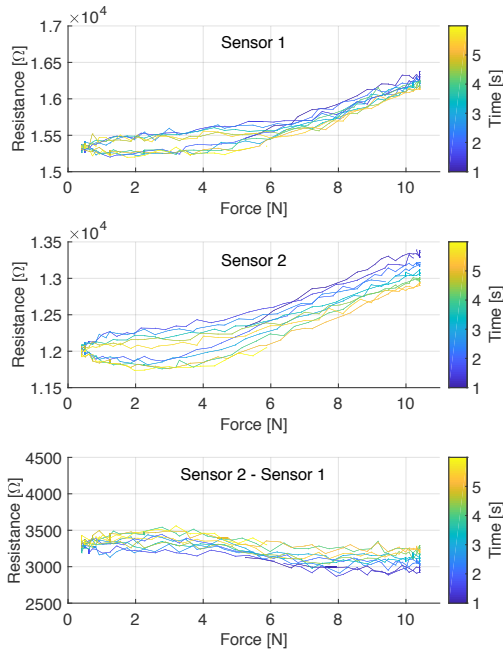 ×10⁴
1.7
1.65
1.6
1.55
1.5
Resistance [Ω]
Sensor 1
0 2 4 6 8 10
Force [N]
5
4
3
2
1
Time [s]
×10⁴
1.35
1.3
1.25
1.2
1.15
Resistance [Ω]
Sensor 2
0 2 4 6 8 10
Force [N]
5
4
3
2
1
Time [s]
4500
4000
3500
3000
2500
Resistance [Ω]
Sensor 2 - Sensor 1
0 2 4 6 8 10
Force [N]
5
4
3
2
1
Time [s]